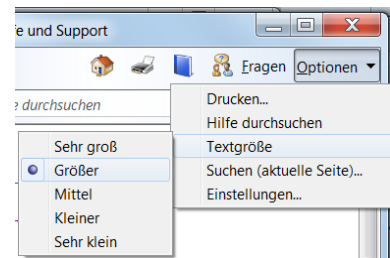 fe und Support
Fragen Optionen
durchsuchen
Drucken...
Hilfe durchsuchen
Textgröße
Suchen (aktuelle Seite)...
Einstellungen...
Sehr groß
Größer
Mittel
Kleiner
Sehr klein